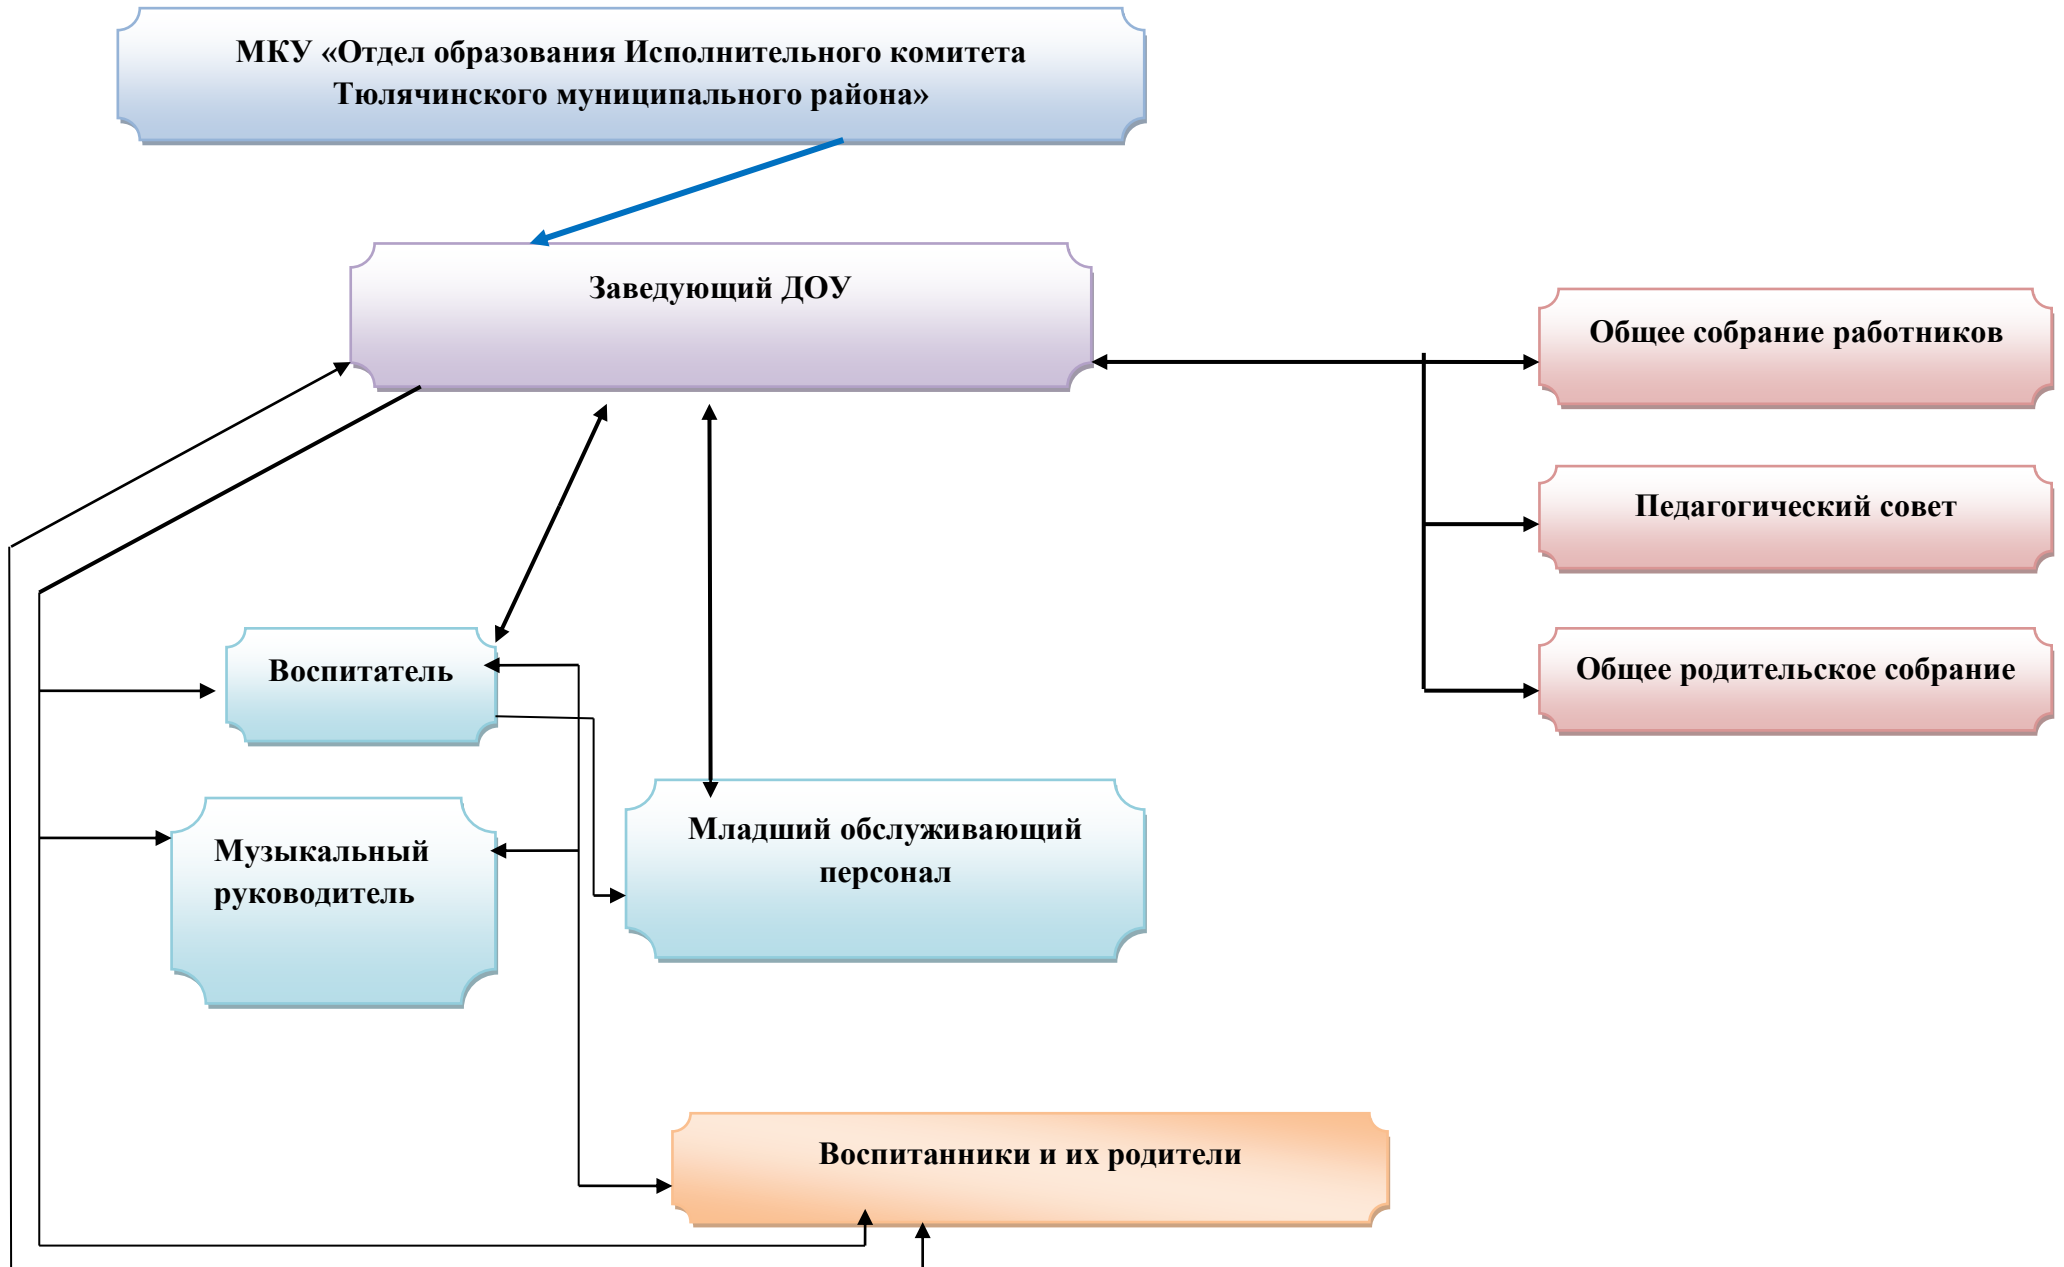 МКУ «Отдел образования Исполнительного комитета
Тюлячинского муниципального района»
Заведующий ДОУ
Общее собрание работников
Педагогический совет
Общее родительское собрание
Воспитатель
Музыкальный
руководитель
Младший обслуживающий
персонал
Воспитанники и их родители